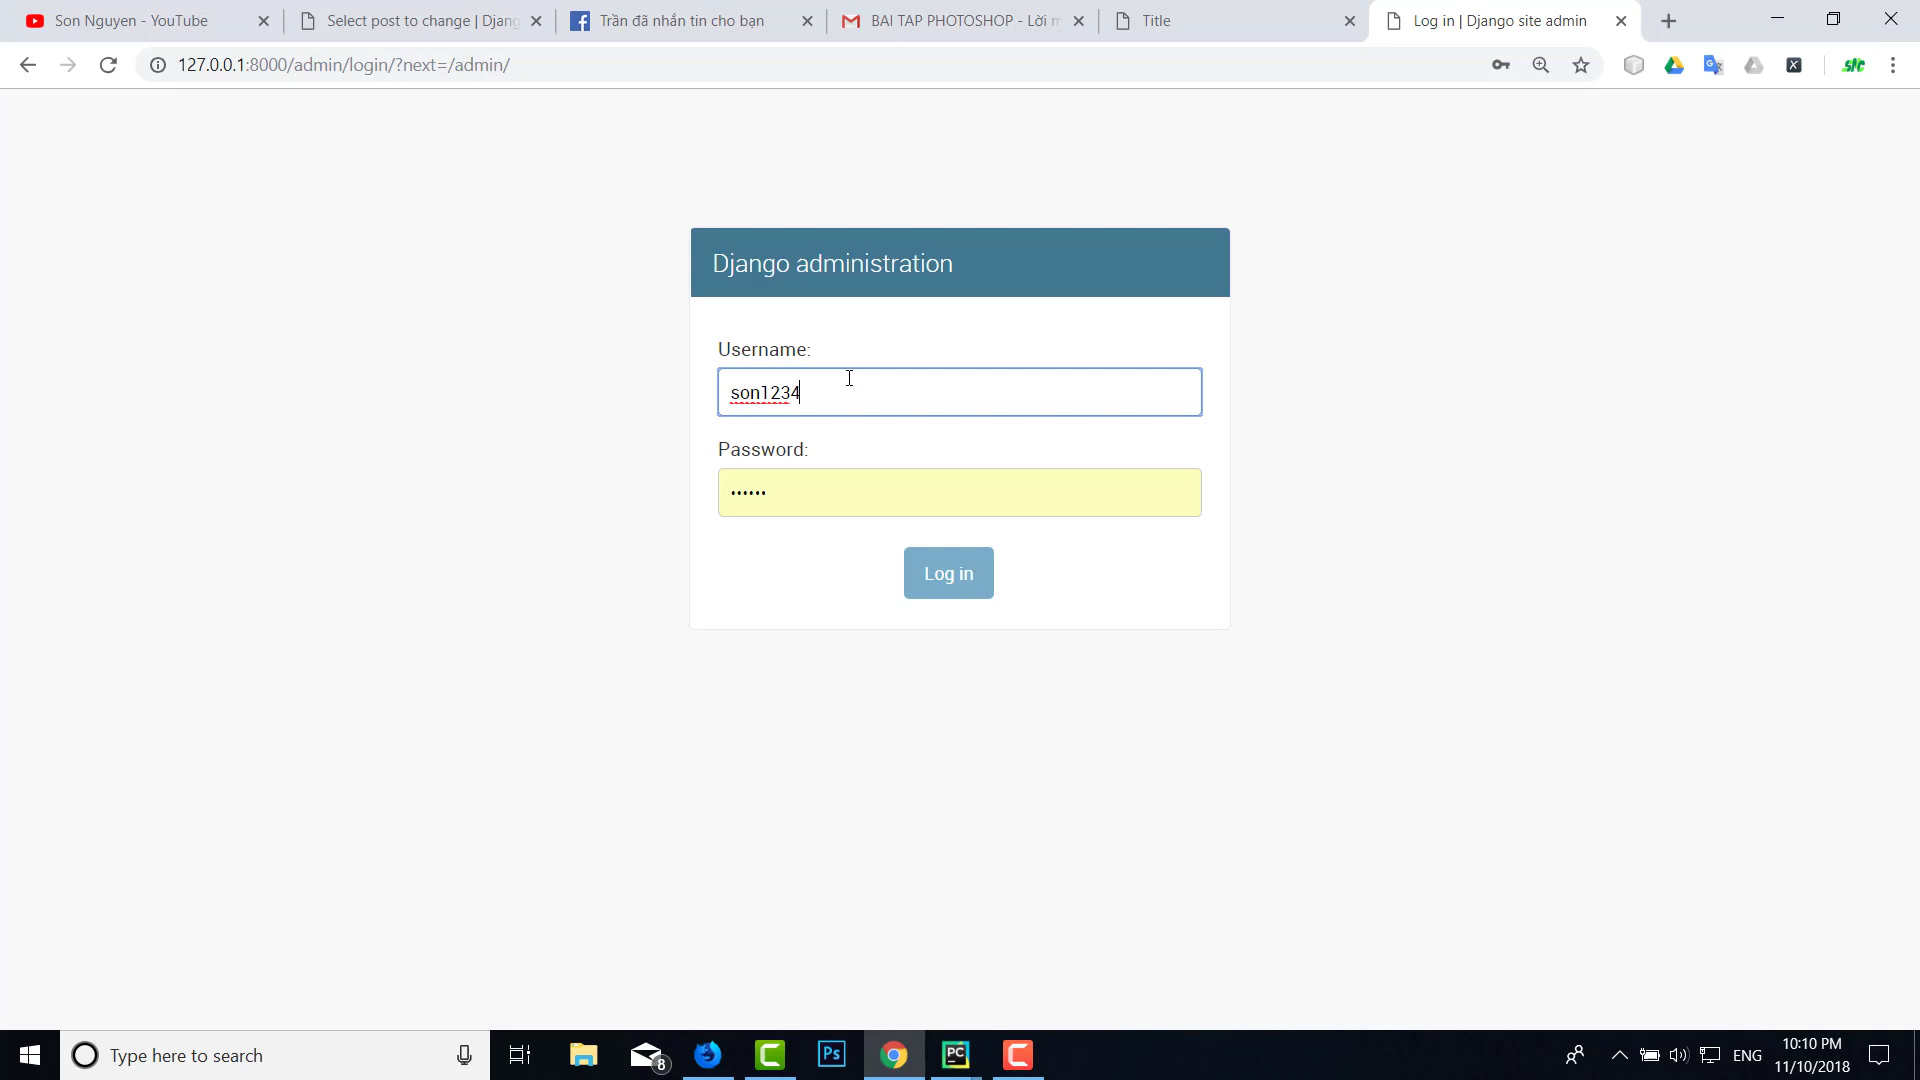 Son Nguyen - YouTube
Select post to change | Djang
Trần đã nhắn tin cho bạn
BAI TAP PHOTOSHOP - Lời m
Title
Log in | Django site admin
127.0.0.1:8000/admin/login/?next=/admin/
Django administration
Username:
son1234
Password:
••••••
Log in
Type here to search
8
Ps
PC
ENG
10:10 PM
11/10/2018